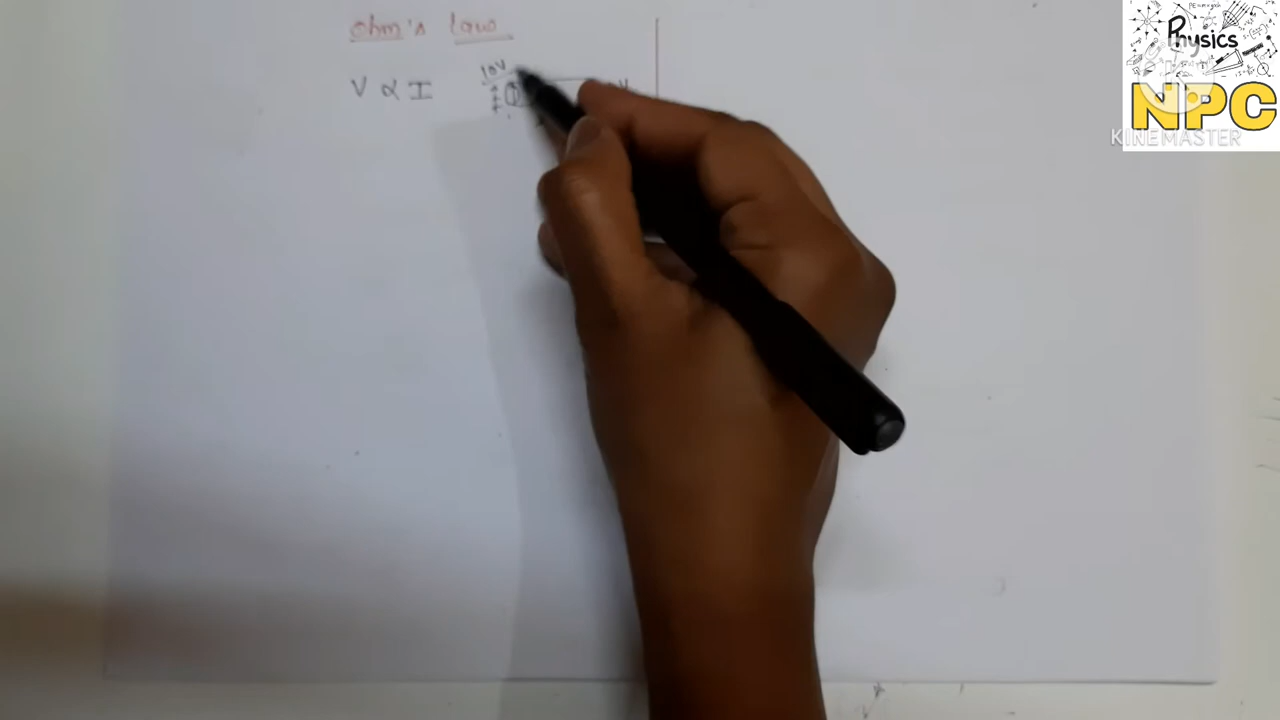 ohm's law
V ∝ I
10V
V
Physics
NPC
KINEMASTER